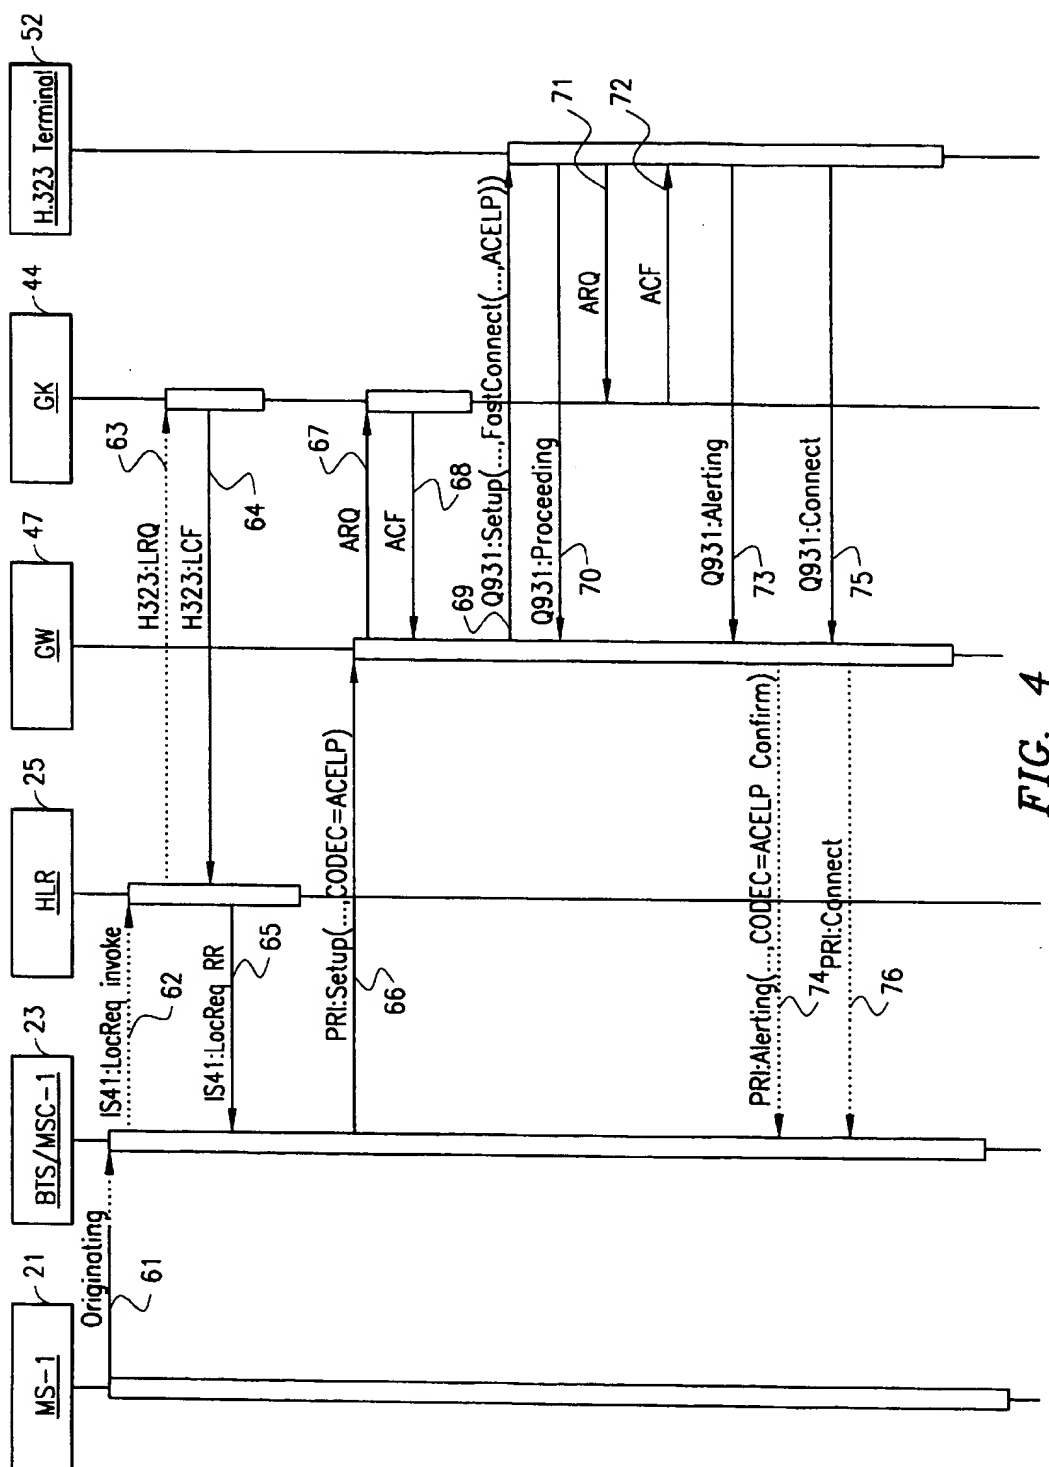 MS-1
21
BTS/MSC-1
23
HLR
25
GW
47
GK
44
H.323 Terminal
52
Originating
61
IS41:LocReq invoke
62
H323:LRQ
63
H323:LCF
64
IS41:LocReq RR
65
PRI:Setup(...,CODEC=ACELP)
66
ARQ
67
ACF
68
69
Q931:Setup(...,FastConnect(...,ACELP))
Q931:Proceeding
70
ARQ
71
ACF
72
Q931:Alerting
73
PRI:Alerting(...,CODEC=ACELP Confirm)
74
Q931:Connect
75
PRI:Connect
76
FIG. 4